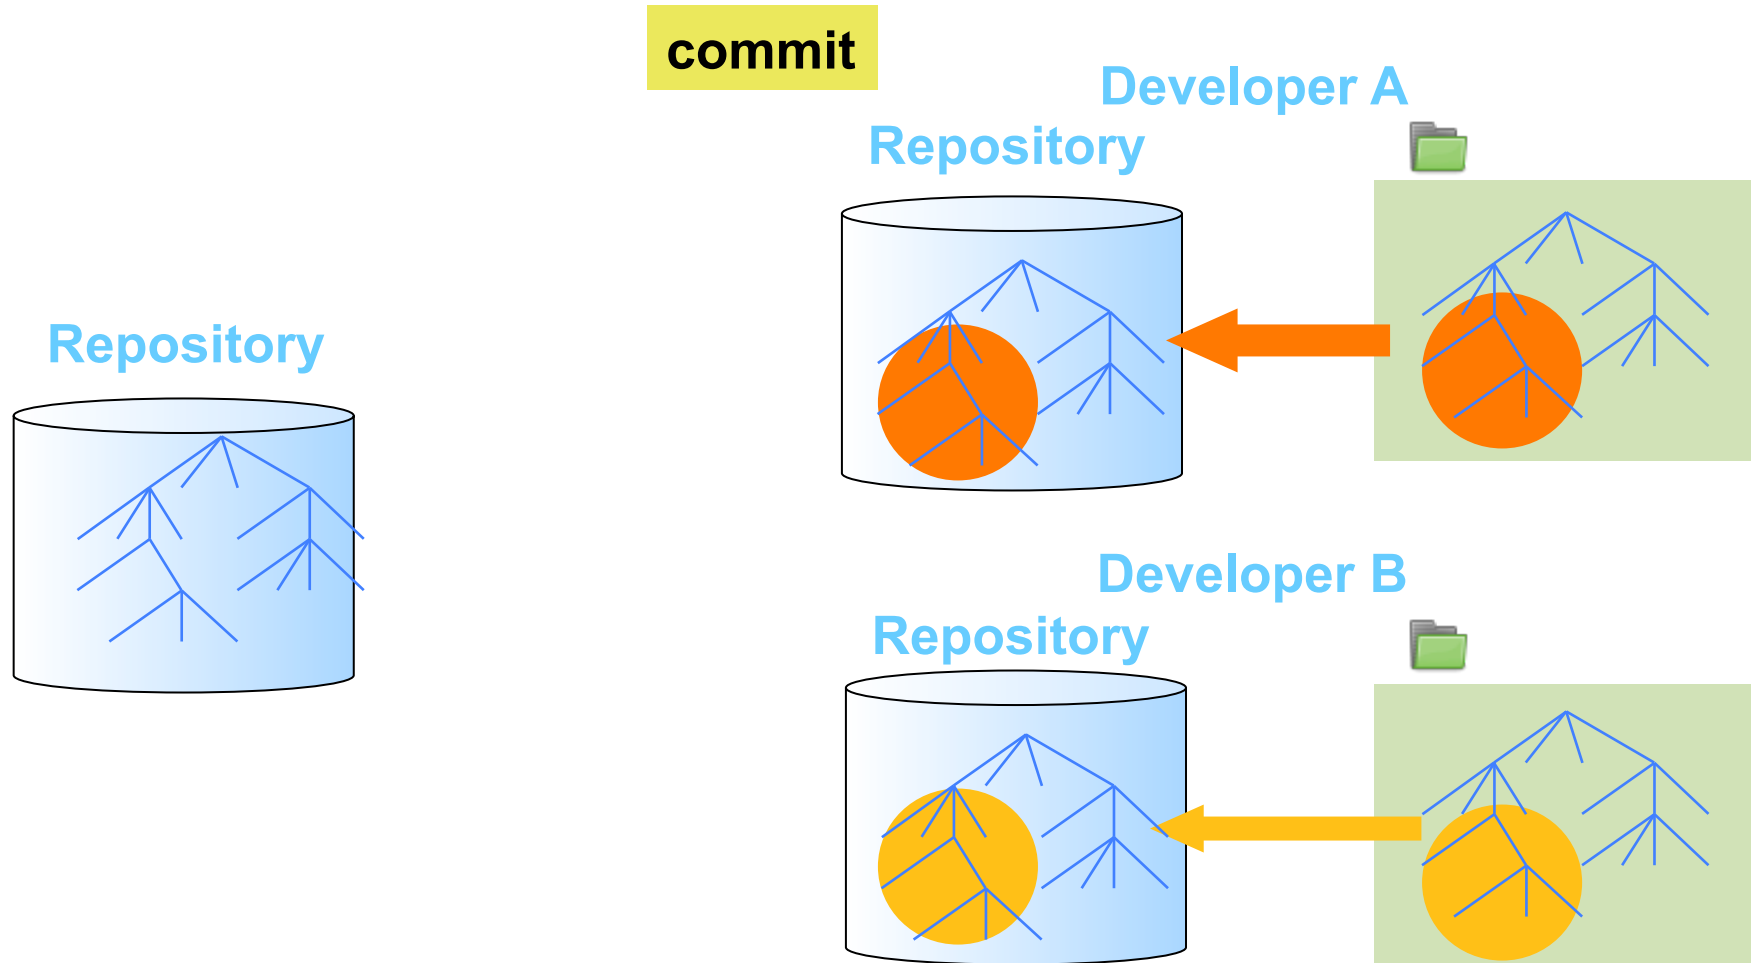 commit
Developer A
Repository
Repository
Developer B
Repository